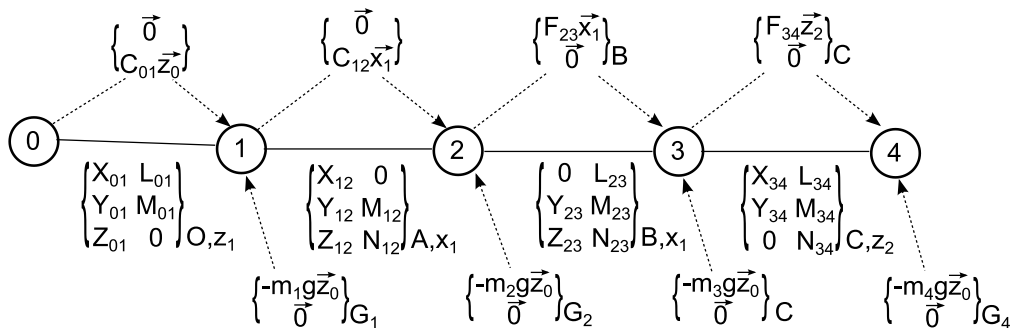 {0⃗
C₀₁z⃗₀}
{0⃗
C₁₂x⃗₁}
{F₂₃x⃗₁
0⃗}B
{F₃₄z⃗₂
0⃗}C
0
1
2
3
4
{X₀₁ L₀₁
Y₀₁ M₀₁
Z₀₁ 0}O,z₁
{X₁₂ 0
Y₁₂ M₁₂
Z₁₂ N₁₂}A,x₁
{0 L₂₃
Y₂₃ M₂₃
Z₂₃ N₂₃}B,x₁
{X₃₄ L₃₄
Y₃₄ M₃₄
0 N₃₄}C,z₂
{-m₁gz⃗₀
0⃗}G₁
{-m₂gz⃗₀
0⃗}G₂
{-m₃gz⃗₀
0⃗}C
{-m₄gz⃗₀
0⃗}G₄